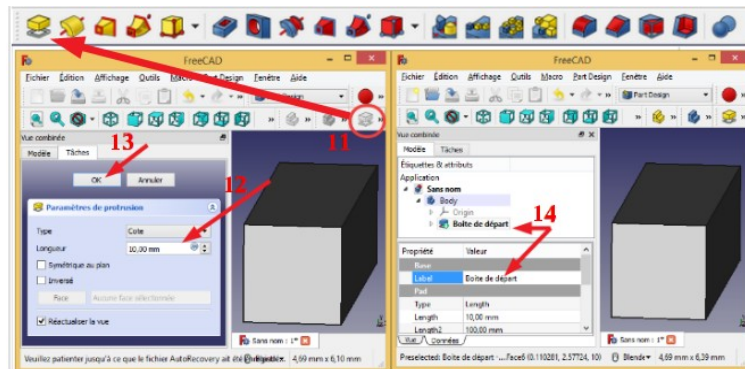 FreeCAD
Fichier Édition Affichage Outils Macro Part Design Fenêtre Aide
11
Vue combinée
Modèle Tâches
13
OK Annuler
12
Paramètres de protrusion
Type Cote
Longueur 10,00 mm
Symétrique au plan
Inversé
Face Aucune face sélectionnée
Réactualiser la vue
Sans nom : 1*
Veuillez patienter jusqu'à ce que le fichier AutoRecovery ait été
4,69 mm x 6,10 mm
FreeCAD
Fichier Édition Affichage Outils Macro Part Design Fenêtre Aide
Part Design
Vue combinée
Modèle Tâches
Étiquettes & attributs
Application
Sans nom
Body
Origin
Boite de départ
14
Propriété Valeur
Base
Label Boite de départ
Pad
Type Length
Length 10,00 mm
Length2 100,00 mm
Vue Données
Sans nom : 1*
Preselected: Boite de départ - ...Face6 (0.110281, 2.57724, 10) Blender 4,69 mm x 6,39 mm